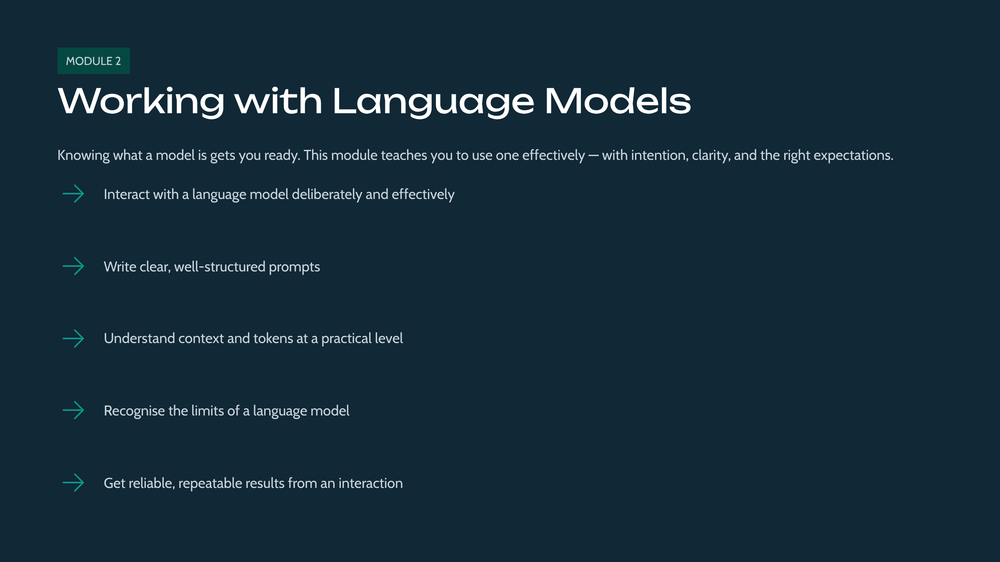 MODULE 2
Working with Language Models
Knowing what a model is gets you ready. This module teaches you to use one effectively — with intention, clarity, and the right expectations.
Interact with a language model deliberately and effectively
Write clear, well-structured prompts
Understand context and tokens at a practical level
Recognise the limits of a language model
Get reliable, repeatable results from an interaction